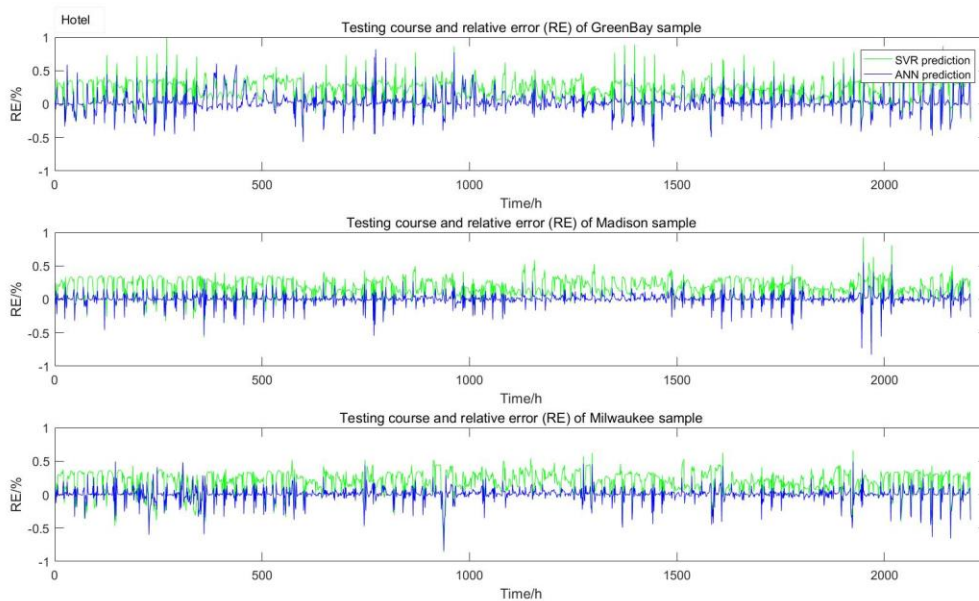 Hotel
Testing course and relative error (RE) of GreenBay sample
1
0.5
0
-0.5
-1
RE/%
SVR prediction
ANN prediction
0 500 1000 1500 2000
Time/h
Testing course and relative error (RE) of Madison sample
1
0.5
0
-0.5
-1
RE/%
0 500 1000 1500 2000
Time/h
Testing course and relative error (RE) of Milwaukee sample
1
0.5
0
-0.5
-1
RE/%
0 500 1000 1500 2000
Time/h